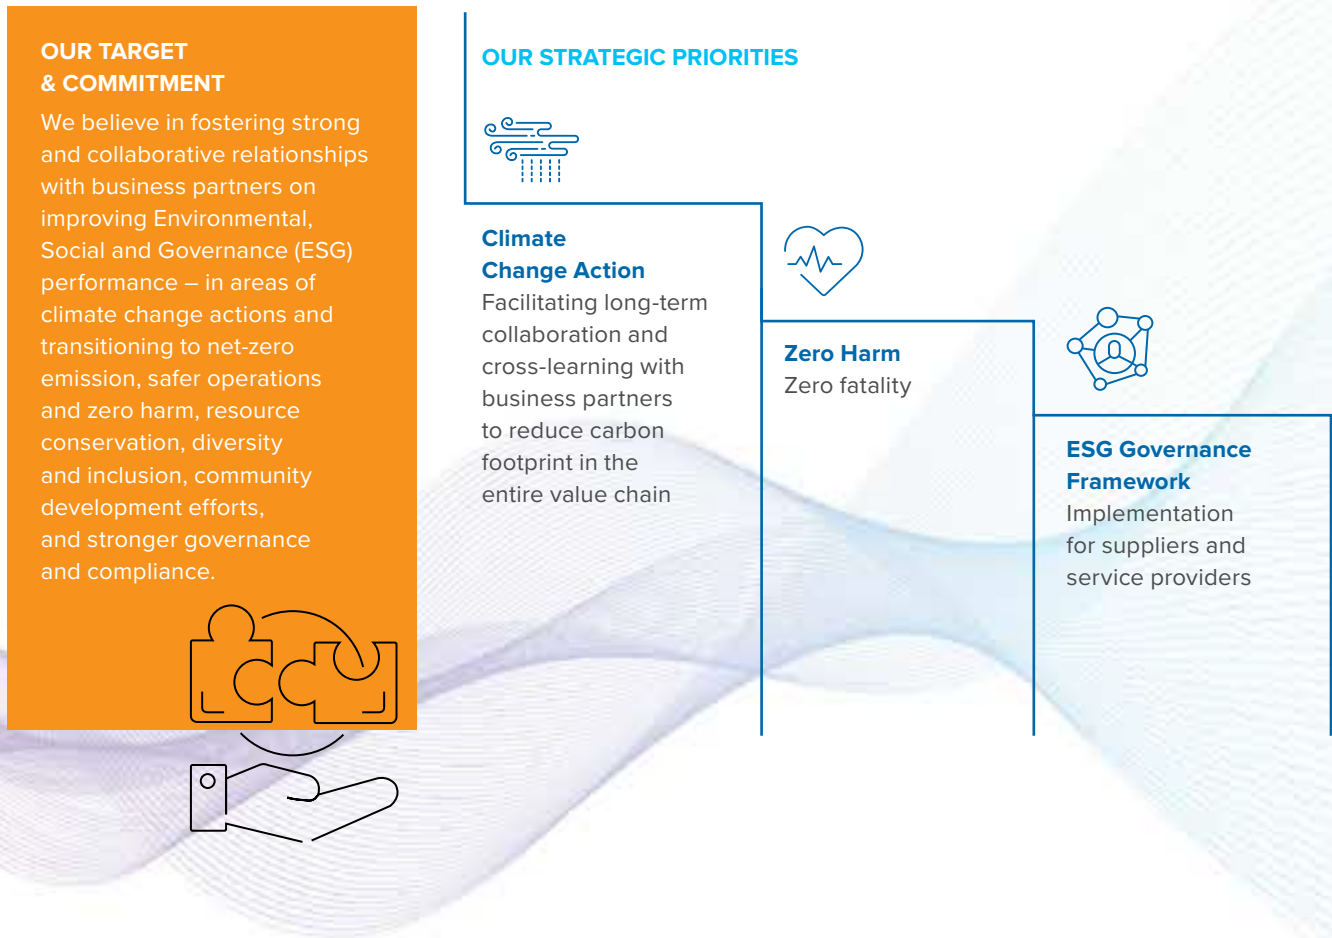 OUR TARGET
& COMMITMENT
We believe in fostering strong
and collaborative relationships
with business partners on
improving Environmental,
Social and Governance (ESG)
performance – in areas of
climate change actions and
transitioning to net-zero
emission, safer operations
and zero harm, resource
conservation, diversity
and inclusion, community
development efforts,
and stronger governance
and compliance.
OUR STRATEGIC PRIORITIES
Climate
Change Action
Facilitating long-term
collaboration and
cross-learning with
business partners
to reduce carbon
footprint in the
entire value chain
Zero Harm
Zero fatality
ESG Governance
Framework
Implementation
for suppliers and
service providers